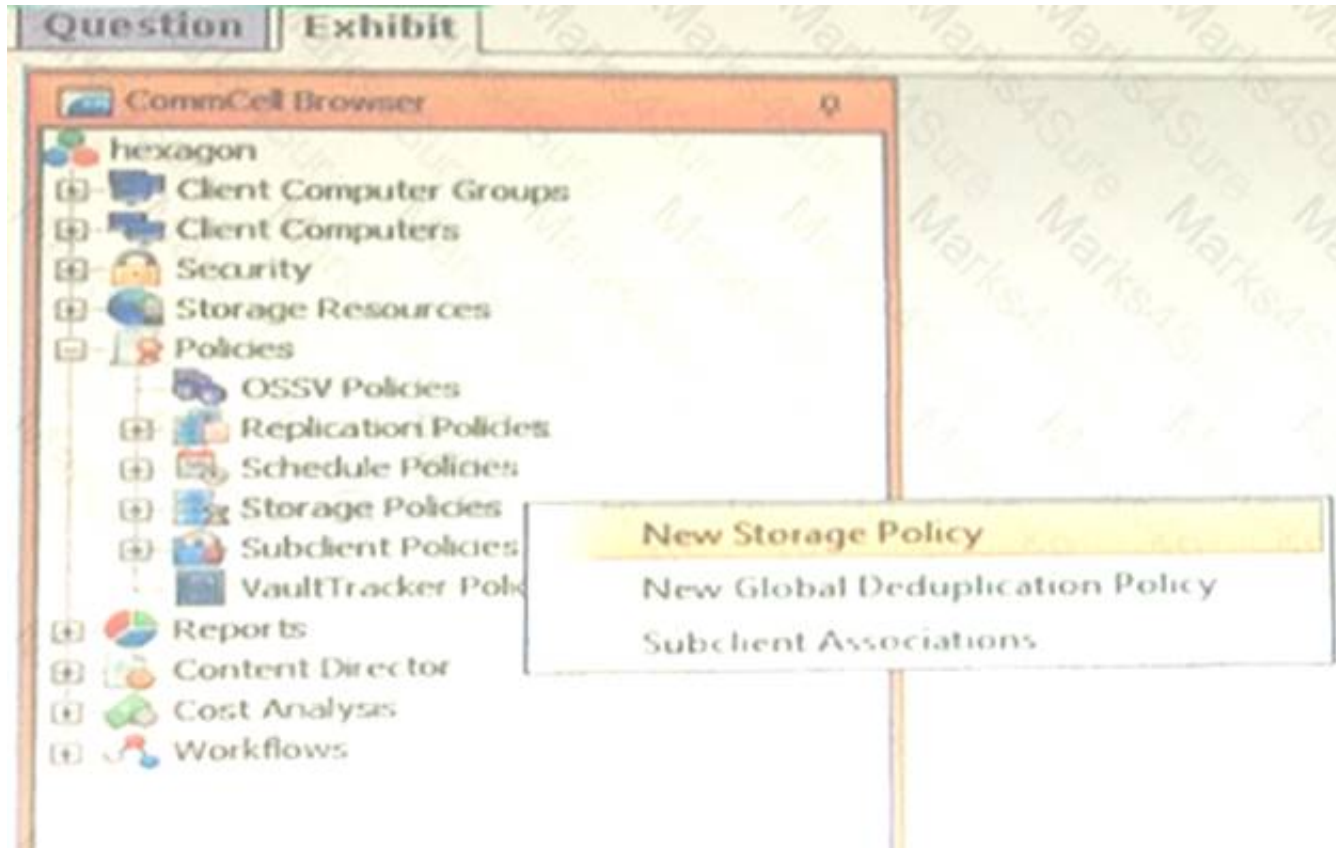 Question Exhibit
CommCell Browser
hexagon
Client Computer Groups
Client Computers
Security
Storage Resources
Policies
OSSV Policies
Replication Policies
Schedule Policies
Storage Policies
Subclient Policies
VaultTracker Poli
Reports
Content Director
Cost Analysis
Workflows
New Storage Policy
New Global Deduplication Policy
Subclient Associations
Marks4Sure